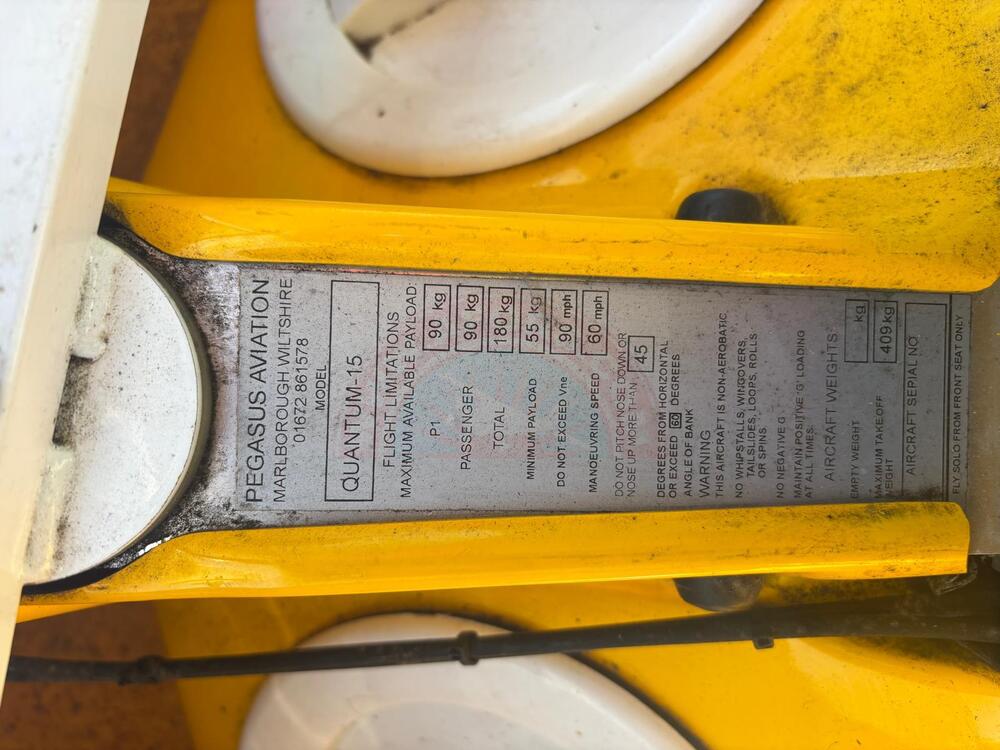 PEGASUS AVIATION
MARLBOROUGH WILTSHIRE
01672 861578
MODEL
QUANTUM-15
FLIGHT LIMITATIONS
MAXIMUM AVAILABLE PAYLOAD:
P1 90 kg
PASSENGER 90 kg
TOTAL 180 kg
MINIMUM PAYLOAD 55 kg
DO NOT EXCEED Vne 90 mph
MANOEUVRING SPEED 60 mph
DO NOT PITCH NOSE DOWN OR
NOSE UP MORE THAN 45
DEGREES FROM HORIZONTAL
OR EXCEED 60 DEGREES
ANGLE OF BANK
WARNING
THIS AIRCRAFT IS NON-AEROBATIC
NO WHIPSTALLS, WINGOVERS,
TAILSLIDES, LOOPS, ROLLS
OR SPINS
NO NEGATIVE G
MAINTAIN POSITIVE 'G' LOADING
AT ALL TIMES
AIRCRAFT WEIGHTS
EMPTY WEIGHT kg
MAXIMUM TAKEOFF
WEIGHT 409 kg
AIRCRAFT SERIAL NO.
FLY SOLO FROM FRONT SEAT ONLY